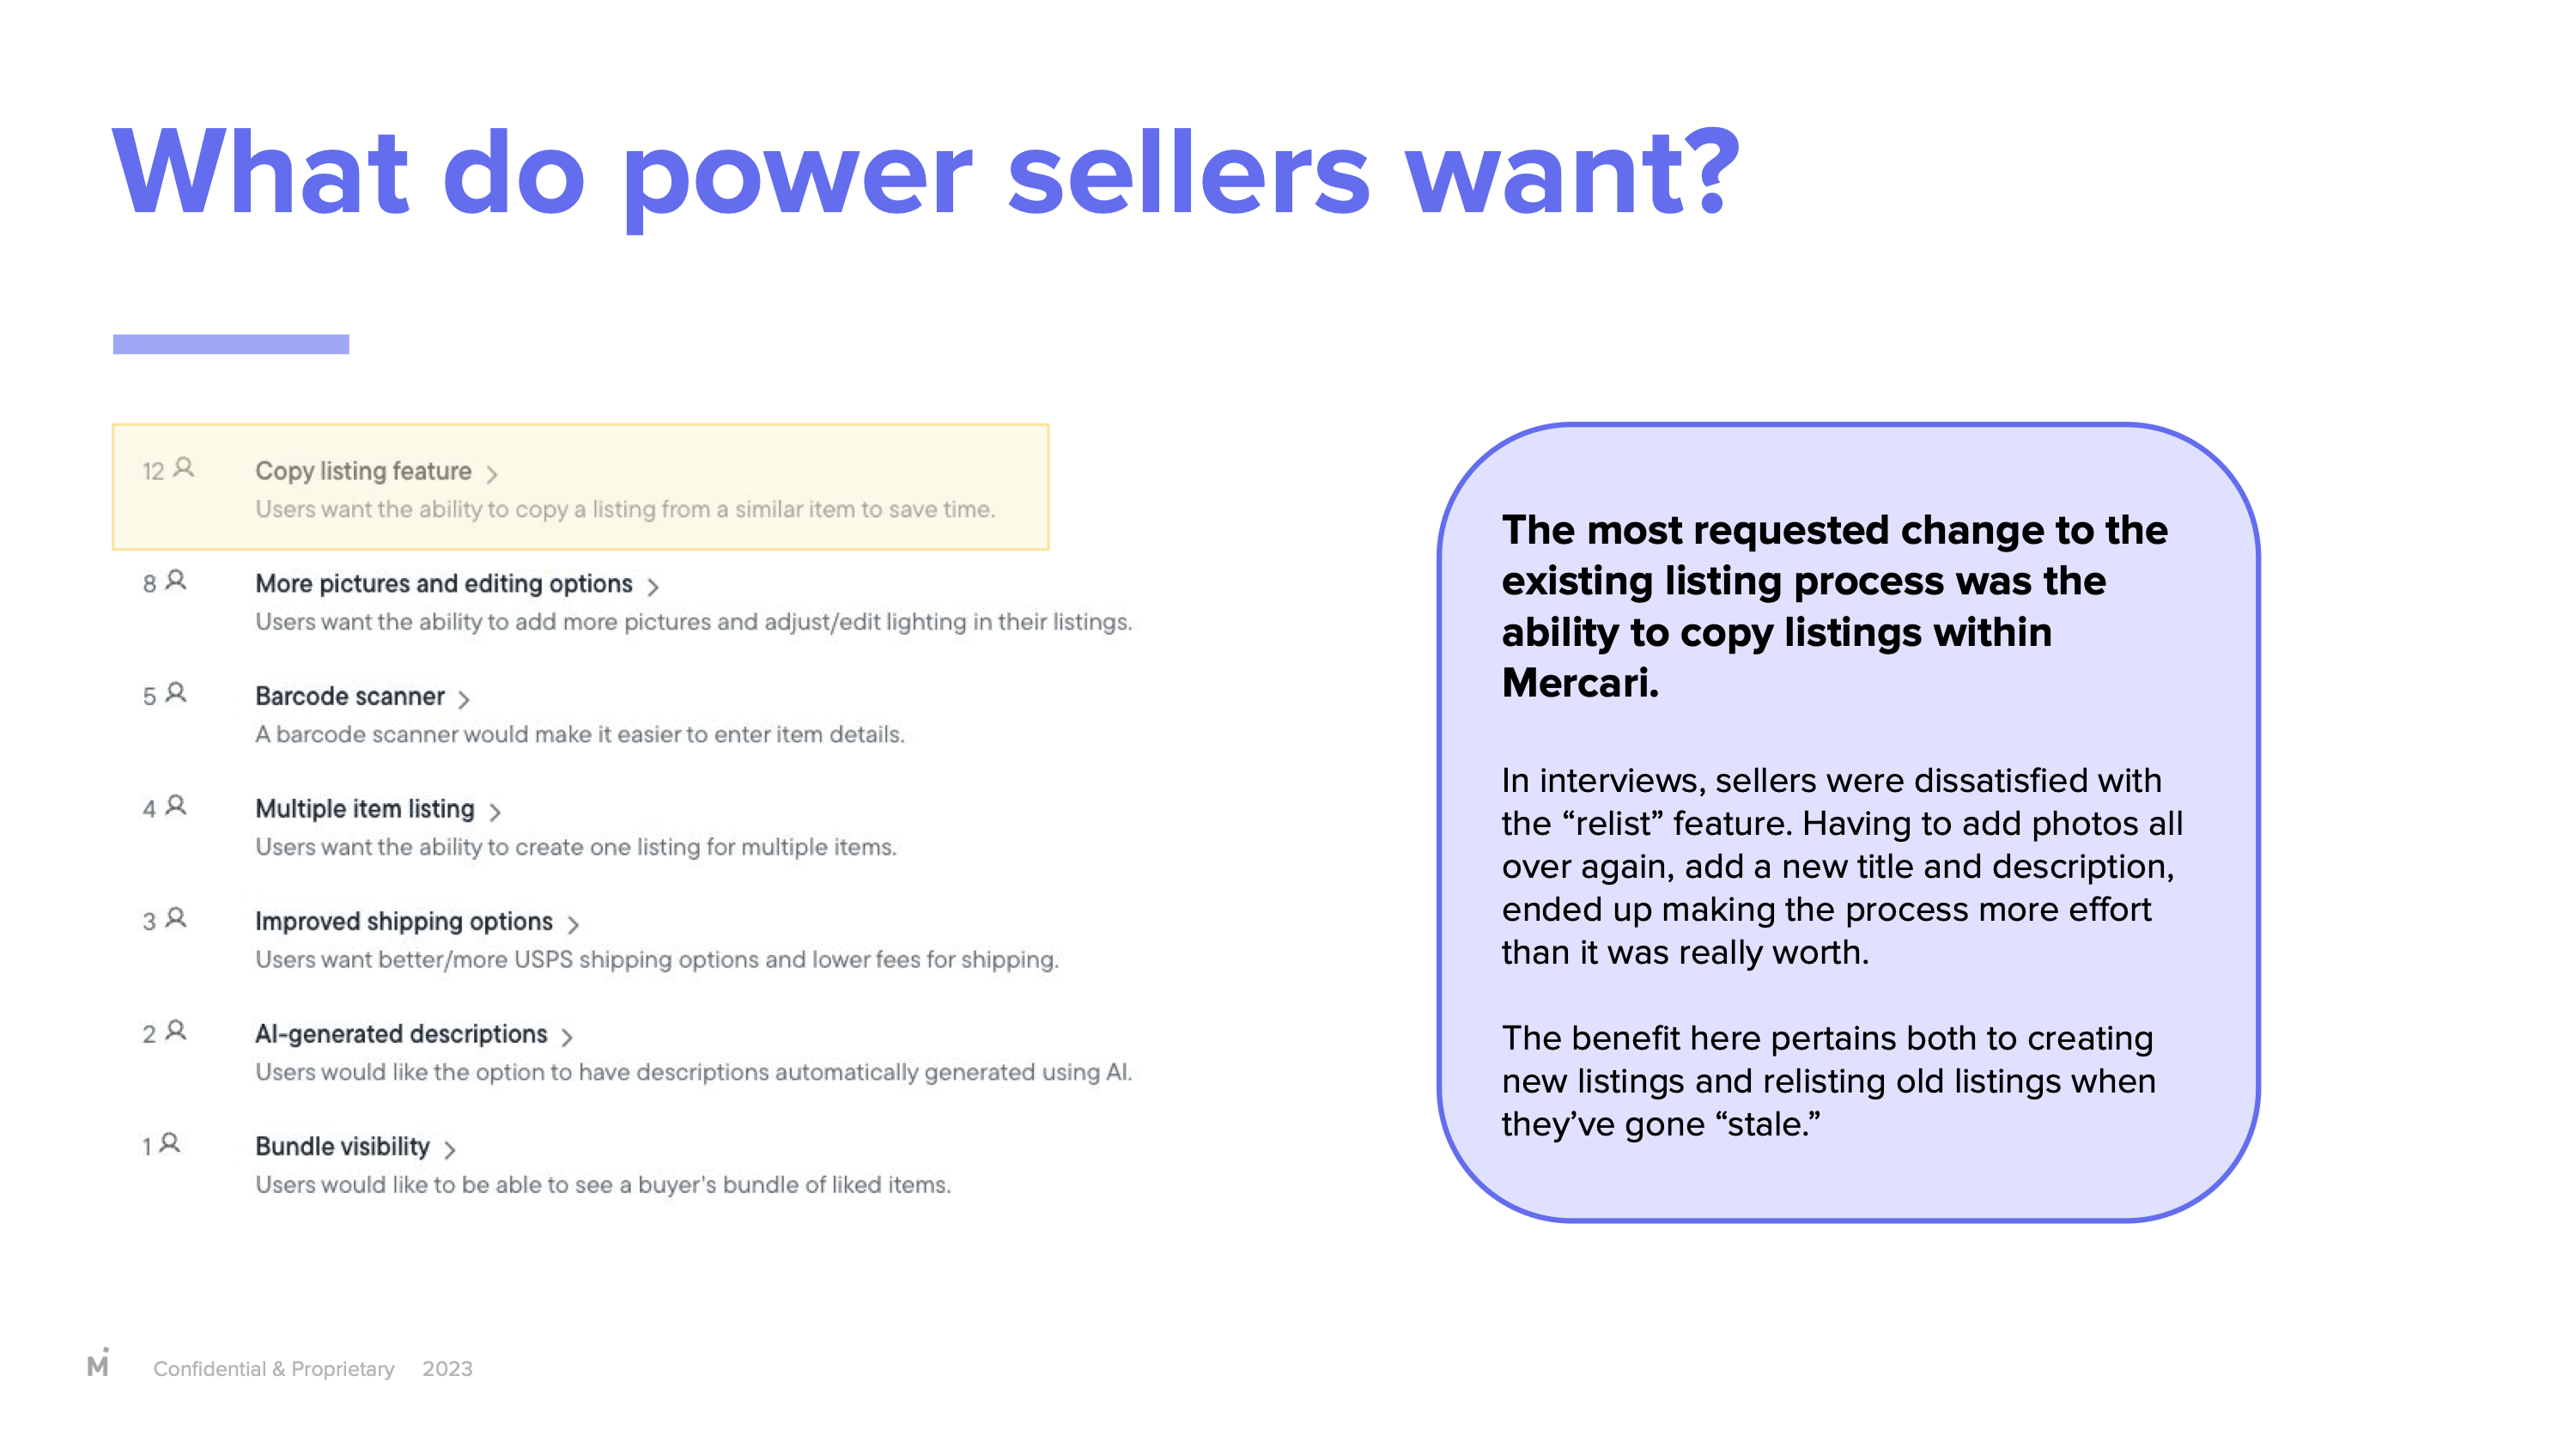 What do power sellers want?
12 Copy listing feature >
Users want the ability to copy a listing from a similar item to save time.
8 More pictures and editing options >
Users want the ability to add more pictures and adjust/edit lighting in their listings.
5 Barcode scanner >
A barcode scanner would make it easier to enter item details.
4 Multiple item listing >
Users want the ability to create one listing for multiple items.
3 Improved shipping options >
Users want better/more USPS shipping options and lower fees for shipping.
2 AI-generated descriptions >
Users would like the option to have descriptions automatically generated using AI.
1 Bundle visibility >
Users would like to be able to see a buyer's bundle of liked items.
The most requested change to the
existing listing process was the
ability to copy listings within
Mercari.
In interviews, sellers were dissatisfied with
the “relist” feature. Having to add photos all
over again, add a new title and description,
ended up making the process more effort
than it was really worth.
The benefit here pertains both to creating
new listings and relisting old listings when
they’ve gone “stale.”
M Confidential & Proprietary 2023